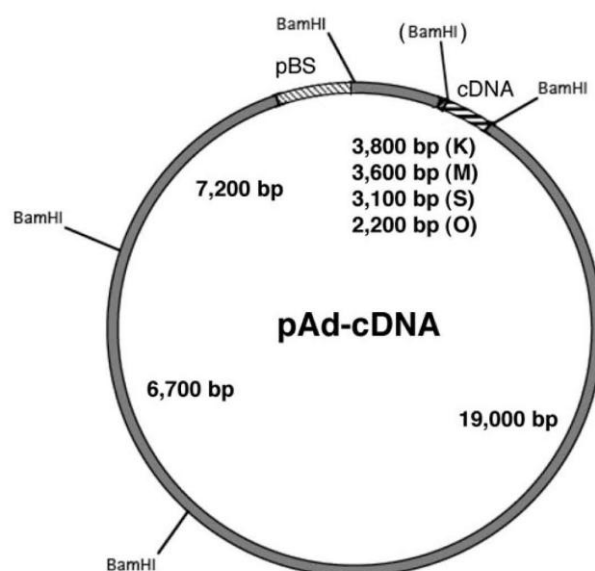 BamHI
(BamHI)
pBS
cDNA
BamHI
3,800 bp (K)
3,600 bp (M)
3,100 bp (S)
2,200 bp (O)
7,200 bp
BamHI
pAd-cDNA
6,700 bp
19,000 bp
BamHI